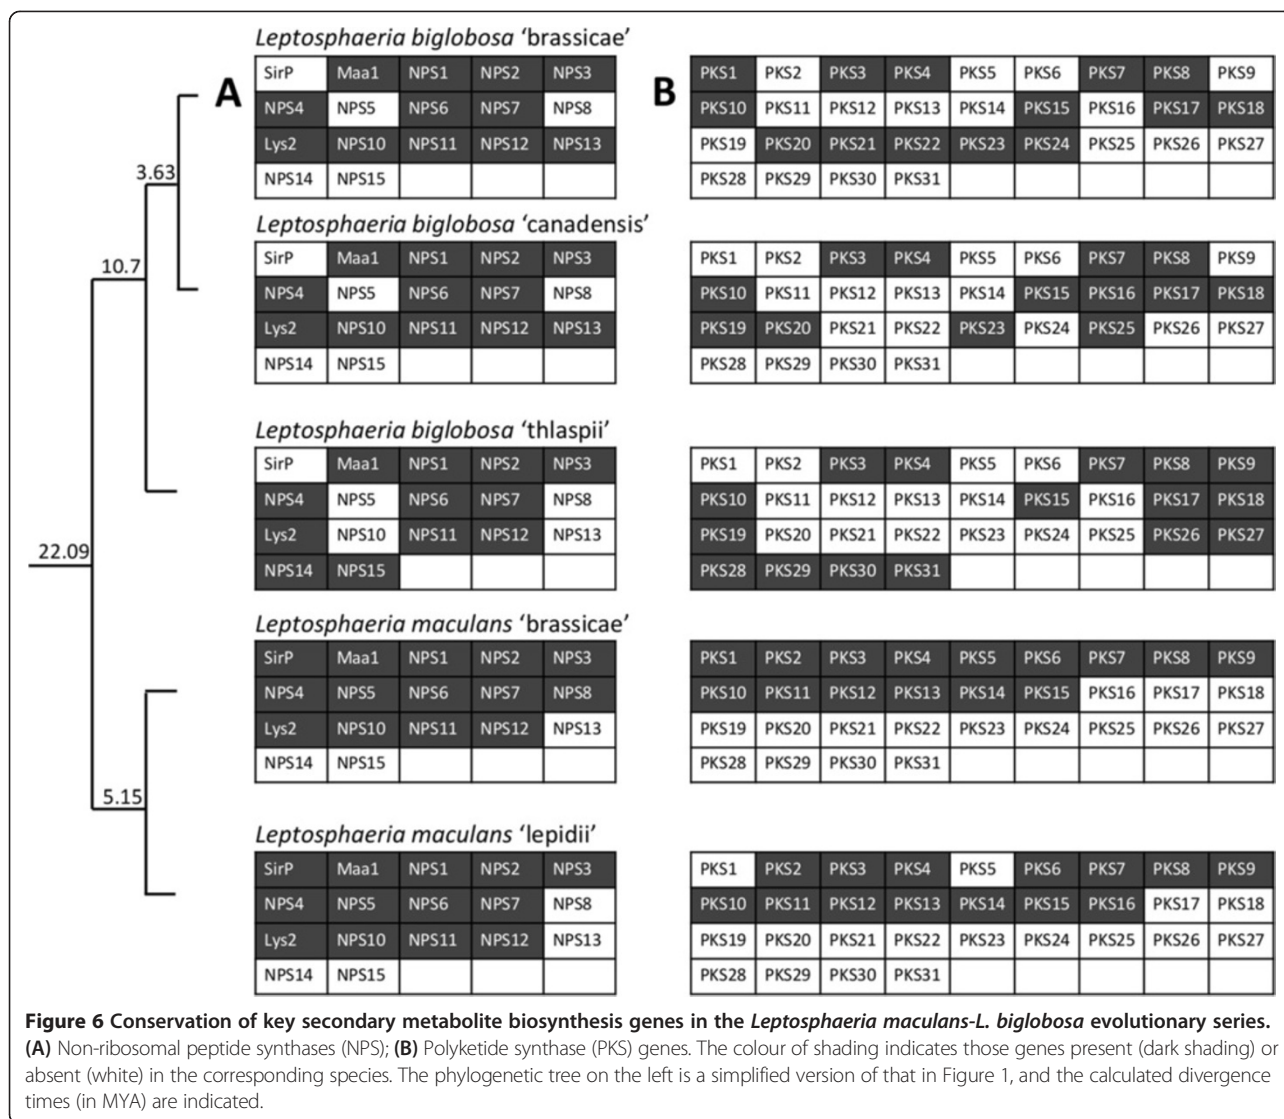 A
B
Leptosphaeria biglobosa ‘brassicae’
SirP Maa1 NPS1 NPS2 NPS3
NPS4 NPS5 NPS6 NPS7 NPS8
Lys2 NPS10 NPS11 NPS12 NPS13
NPS14 NPS15
PKS1 PKS2 PKS3 PKS4 PKS5 PKS6 PKS7 PKS8 PKS9
PKS10 PKS11 PKS12 PKS13 PKS14 PKS15 PKS16 PKS17 PKS18
PKS19 PKS20 PKS21 PKS22 PKS23 PKS24 PKS25 PKS26 PKS27
PKS28 PKS29 PKS30 PKS31
3.63
Leptosphaeria biglobosa ‘canadensis’
SirP Maa1 NPS1 NPS2 NPS3
NPS4 NPS5 NPS6 NPS7 NPS8
Lys2 NPS10 NPS11 NPS12 NPS13
NPS14 NPS15
PKS1 PKS2 PKS3 PKS4 PKS5 PKS6 PKS7 PKS8 PKS9
PKS10 PKS11 PKS12 PKS13 PKS14 PKS15 PKS16 PKS17 PKS18
PKS19 PKS20 PKS21 PKS22 PKS23 PKS24 PKS25 PKS26 PKS27
PKS28 PKS29 PKS30 PKS31
10.7
Leptosphaeria biglobosa ‘thlaspii’
SirP Maa1 NPS1 NPS2 NPS3
NPS4 NPS5 NPS6 NPS7 NPS8
Lys2 NPS10 NPS11 NPS12 NPS13
NPS14 NPS15
PKS1 PKS2 PKS3 PKS4 PKS5 PKS6 PKS7 PKS8 PKS9
PKS10 PKS11 PKS12 PKS13 PKS14 PKS15 PKS16 PKS17 PKS18
PKS19 PKS20 PKS21 PKS22 PKS23 PKS24 PKS25 PKS26 PKS27
PKS28 PKS29 PKS30 PKS31
22.09
Leptosphaeria maculans ‘brassicae’
SirP Maa1 NPS1 NPS2 NPS3
NPS4 NPS5 NPS6 NPS7 NPS8
Lys2 NPS10 NPS11 NPS12 NPS13
NPS14 NPS15
PKS1 PKS2 PKS3 PKS4 PKS5 PKS6 PKS7 PKS8 PKS9
PKS10 PKS11 PKS12 PKS13 PKS14 PKS15 PKS16 PKS17 PKS18
PKS19 PKS20 PKS21 PKS22 PKS23 PKS24 PKS25 PKS26 PKS27
PKS28 PKS29 PKS30 PKS31
5.15
Leptosphaeria maculans ‘lepidii’
SirP Maa1 NPS1 NPS2 NPS3
NPS4 NPS5 NPS6 NPS7 NPS8
Lys2 NPS10 NPS11 NPS12 NPS13
NPS14 NPS15
PKS1 PKS2 PKS3 PKS4 PKS5 PKS6 PKS7 PKS8 PKS9
PKS10 PKS11 PKS12 PKS13 PKS14 PKS15 PKS16 PKS17 PKS18
PKS19 PKS20 PKS21 PKS22 PKS23 PKS24 PKS25 PKS26 PKS27
PKS28 PKS29 PKS30 PKS31
Figure 6 Conservation of key secondary metabolite biosynthesis genes in the Leptosphaeria maculans-L. biglobosa evolutionary series.
(A) Non-ribosomal peptide synthases (NPS); (B) Polyketide synthase (PKS) genes. The colour of shading indicates those genes present (dark shading) or
absent (white) in the corresponding species. The phylogenetic tree on the left is a simplified version of that in Figure 1, and the calculated divergence
times (in MYA) are indicated.